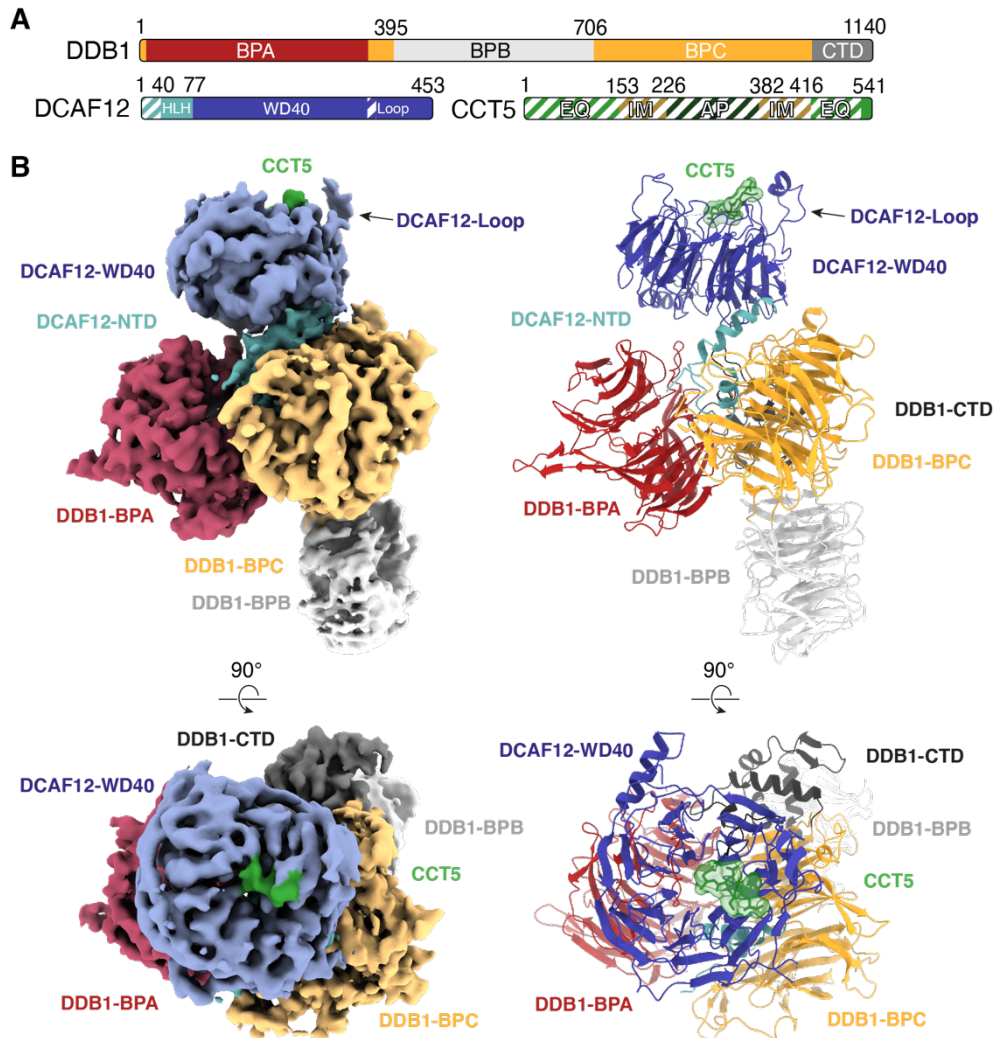 A
1 395 706 1140
DDB1 BPA BPB BPC CTD
1 40 77 453 1 153 226 382 416 541
DCAF12 HLH WD40 Loop CCT5 EQ IM AP IM EQ
B
CCT5
DCAF12-Loop
DCAF12-WD40
DCAF12-NTD
DDB1-BPA
DDB1-BPC
DDB1-BPB
CCT5
DCAF12-Loop
DCAF12-WD40
DCAF12-NTD
DDB1-CTD
DDB1-BPC
DDB1-BPA
DDB1-BPB
90°
90°
DDB1-CTD
DCAF12-WD40
DDB1-BPB
CCT5
DDB1-BPA
DDB1-BPC
DCAF12-WD40
DDB1-CTD
DDB1-BPB
CCT5
DDB1-BPA
DDB1-BPC